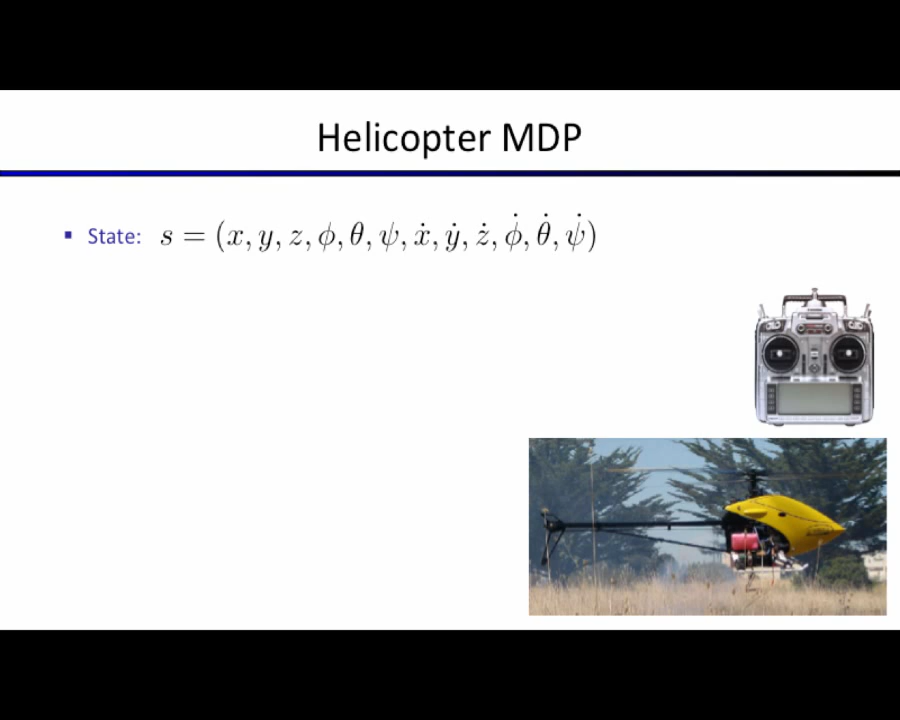 Helicopter MDP
▪ State: s = (x, y, z, ϕ, θ, ψ, ẋ, ẏ, ż, ϕ̇, θ̇, ψ̇)